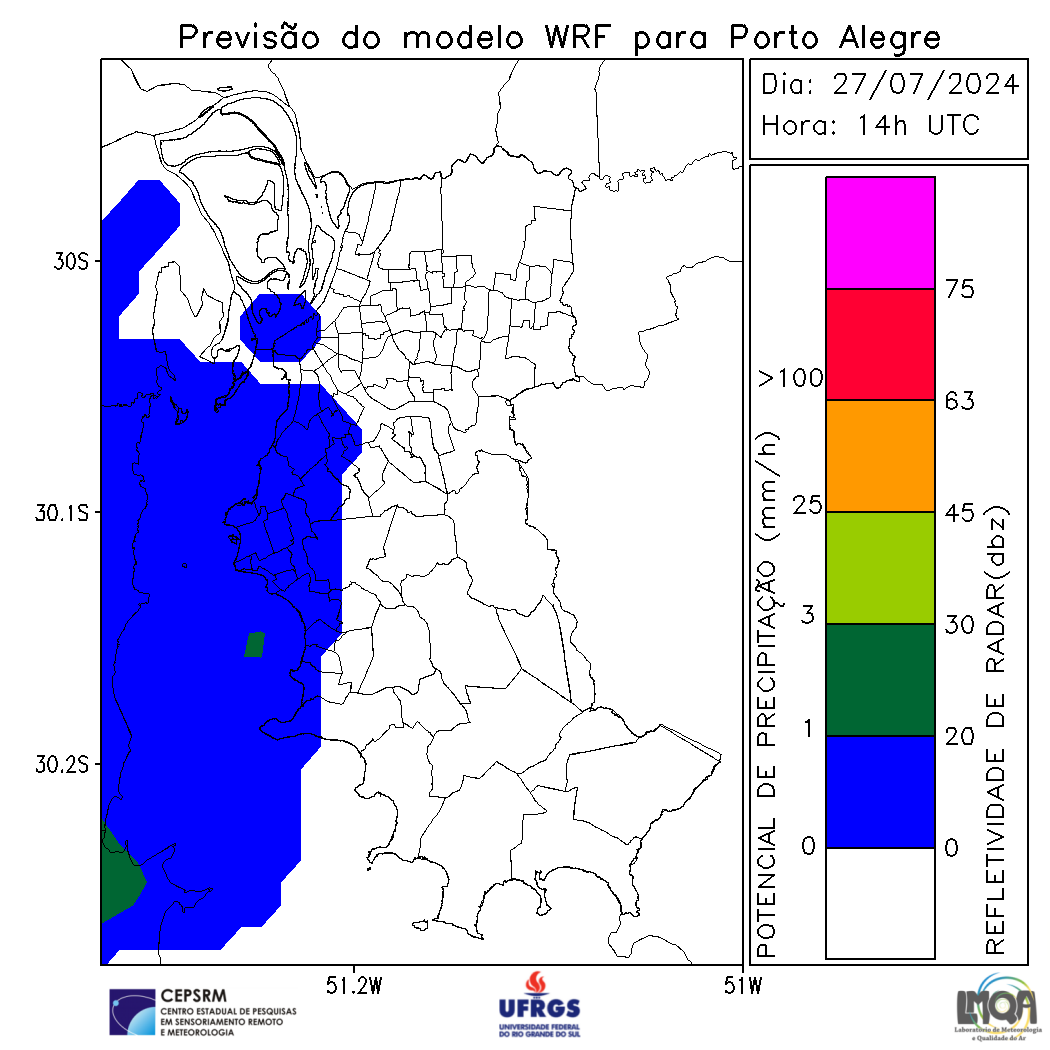 Previsão do modelo WRF para Porto Alegre
Dia: 27/07/2024
Hora: 14h UTC
30S
30.1S
30.2S
51.2W
51W
POTENCIAL DE PRECIPITAÇÃO (mm/h)
>100
25
3
1
0
75
63
45
30
20
0
REFLETIVIDADE DE RADAR(dbz)
CEPSRM
CENTRO ESTADUAL DE PESQUISAS
EM SENSORIAMENTO REMOTO
E METEOROLOGIA
UFRGS
UNIVERSIDADE FEDERAL
DO RIO GRANDE DO SUL
LMQA
Laboratório de Meteorologia
e Qualidade do Ar